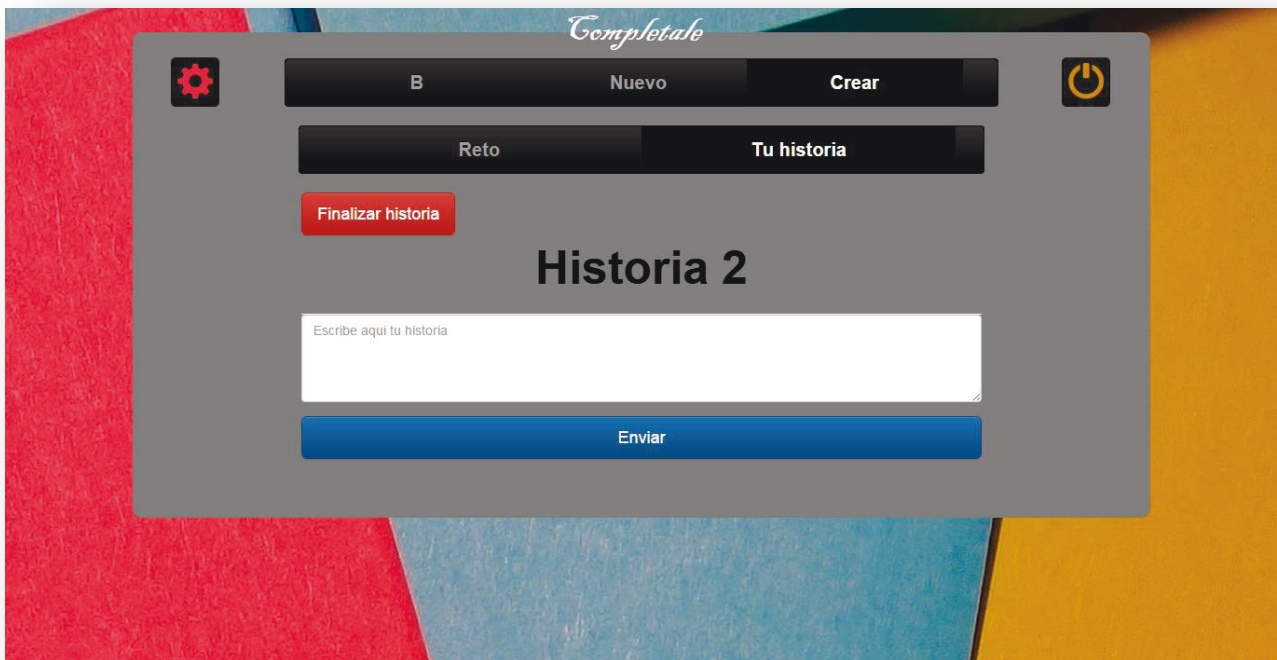 Completale
B Nuevo Crear
Reto Tu historia
Finalizar historia
Historia 2
Escribe aqui tu historia
Enviar